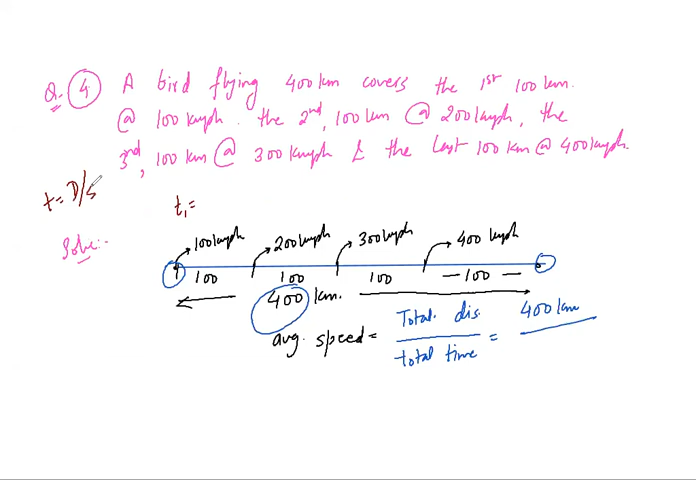 Q. 4 A bird flying 400 km covers the 1st 100 km.
@ 100 kmph. the 2nd, 100 km @ 200 kmph, the
3rd, 100 km @ 300 kmph & the last 100 km @ 400 kmph.
t = D/S
t₁ =
Solve:-
100 kmph 200 kmph 300 kmph 400 kmph
100 100 100 100
400 km.
avg. speed = Total. dis. / total time = 400 km